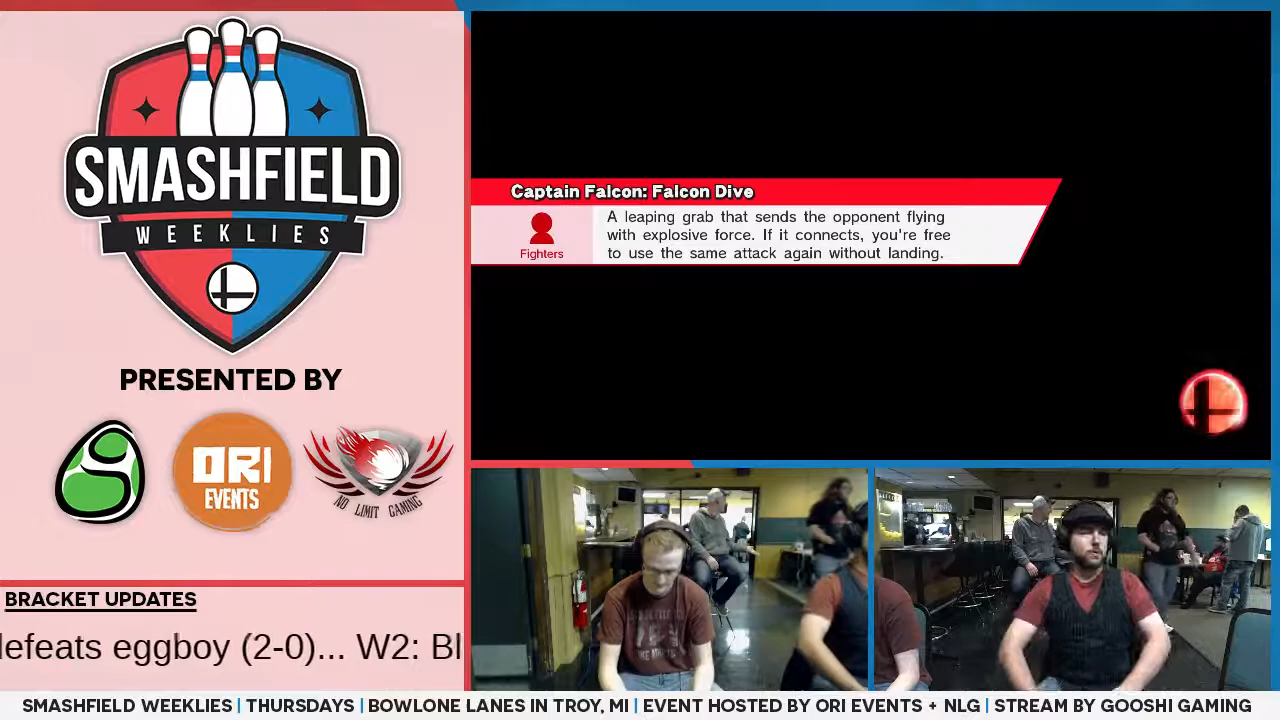 SMASHFIELD
WEEKLIES
PRESENTED BY
ORI
EVENTS
NO LIMIT GAMING
BRACKET UPDATES
defeats eggboy (2-0)... W2: Bl
Captain Falcon: Falcon Dive
Fighters
A leaping grab that sends the opponent flying
with explosive force. If it connects, you're free
to use the same attack again without landing.
SMASHFIELD WEEKLIES | THURSDAYS | BOWLONE LANES IN TROY, MI | EVENT HOSTED BY ORI EVENTS + NLG | STREAM BY GOOSHI GAMING